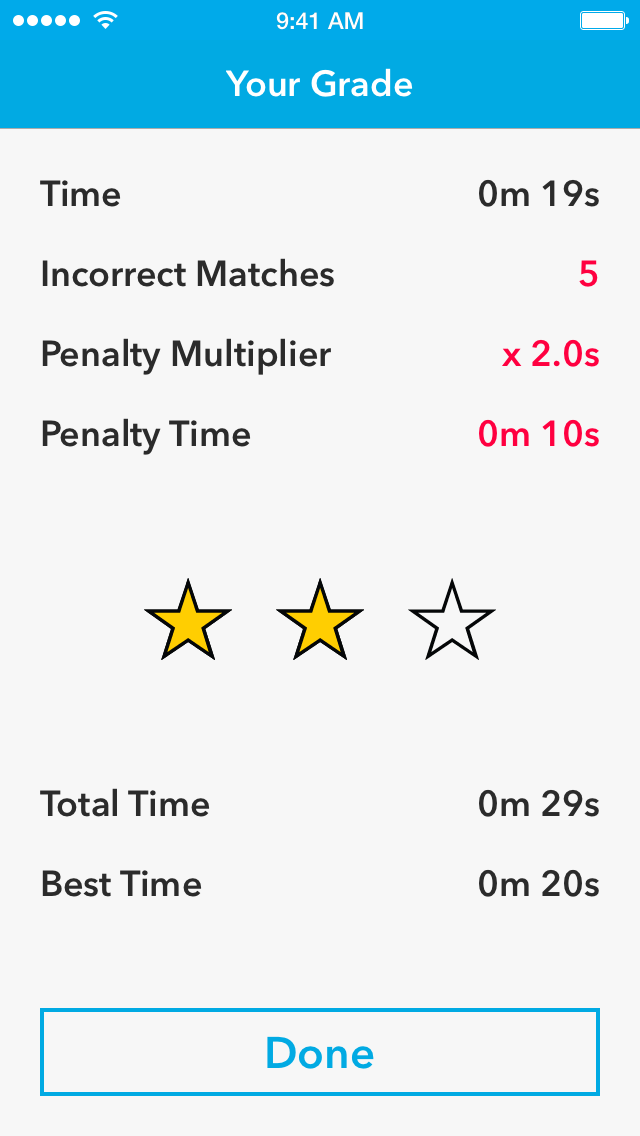 9:41 AM
Your Grade
Time 0m 19s
Incorrect Matches 5
Penalty Multiplier x 2.0s
Penalty Time 0m 10s
Total Time 0m 29s
Best Time 0m 20s
Done